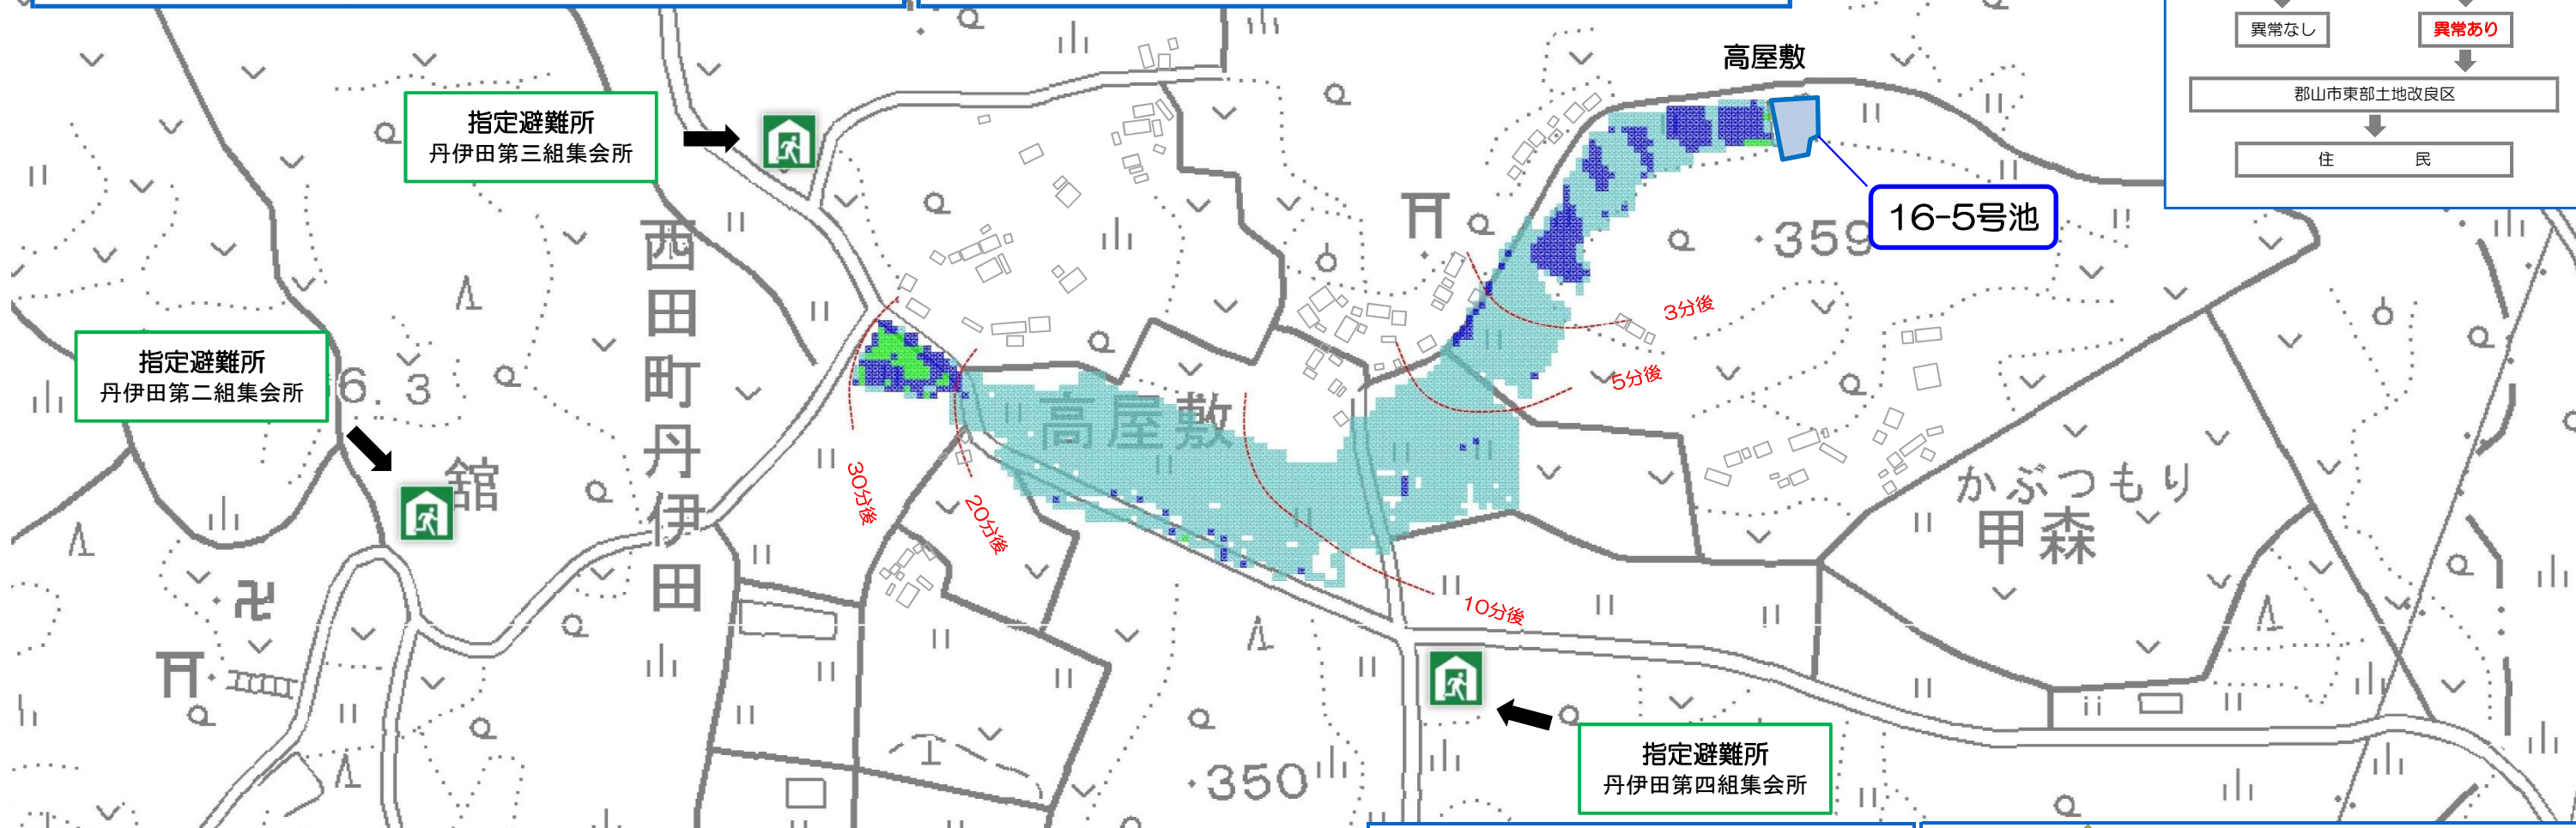 異常なし
異常あり
郡山市東部土地改良区
住 民
高屋敷
16-5号池
・359
指定避難所
丹伊田第三組集会所
指定避難所
丹伊田第二組集会所
6.3
舘
西田町丹伊田
高屋敷
3分後
5分後
10分後
20分後
30分後
かぶつもり
甲森
指定避難所
丹伊田第四組集会所
・350